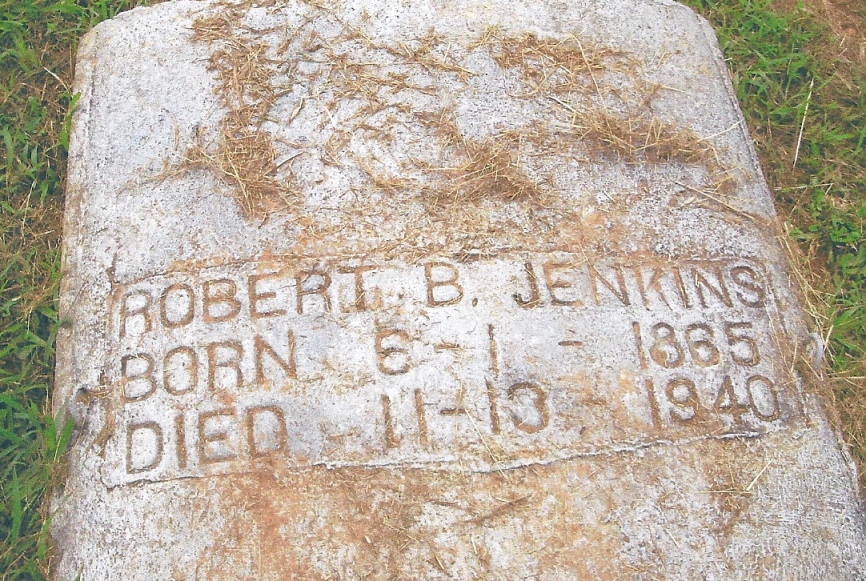 ROBERT B. JENKINS
BORN 6-1-1865
DIED 11-13-1940